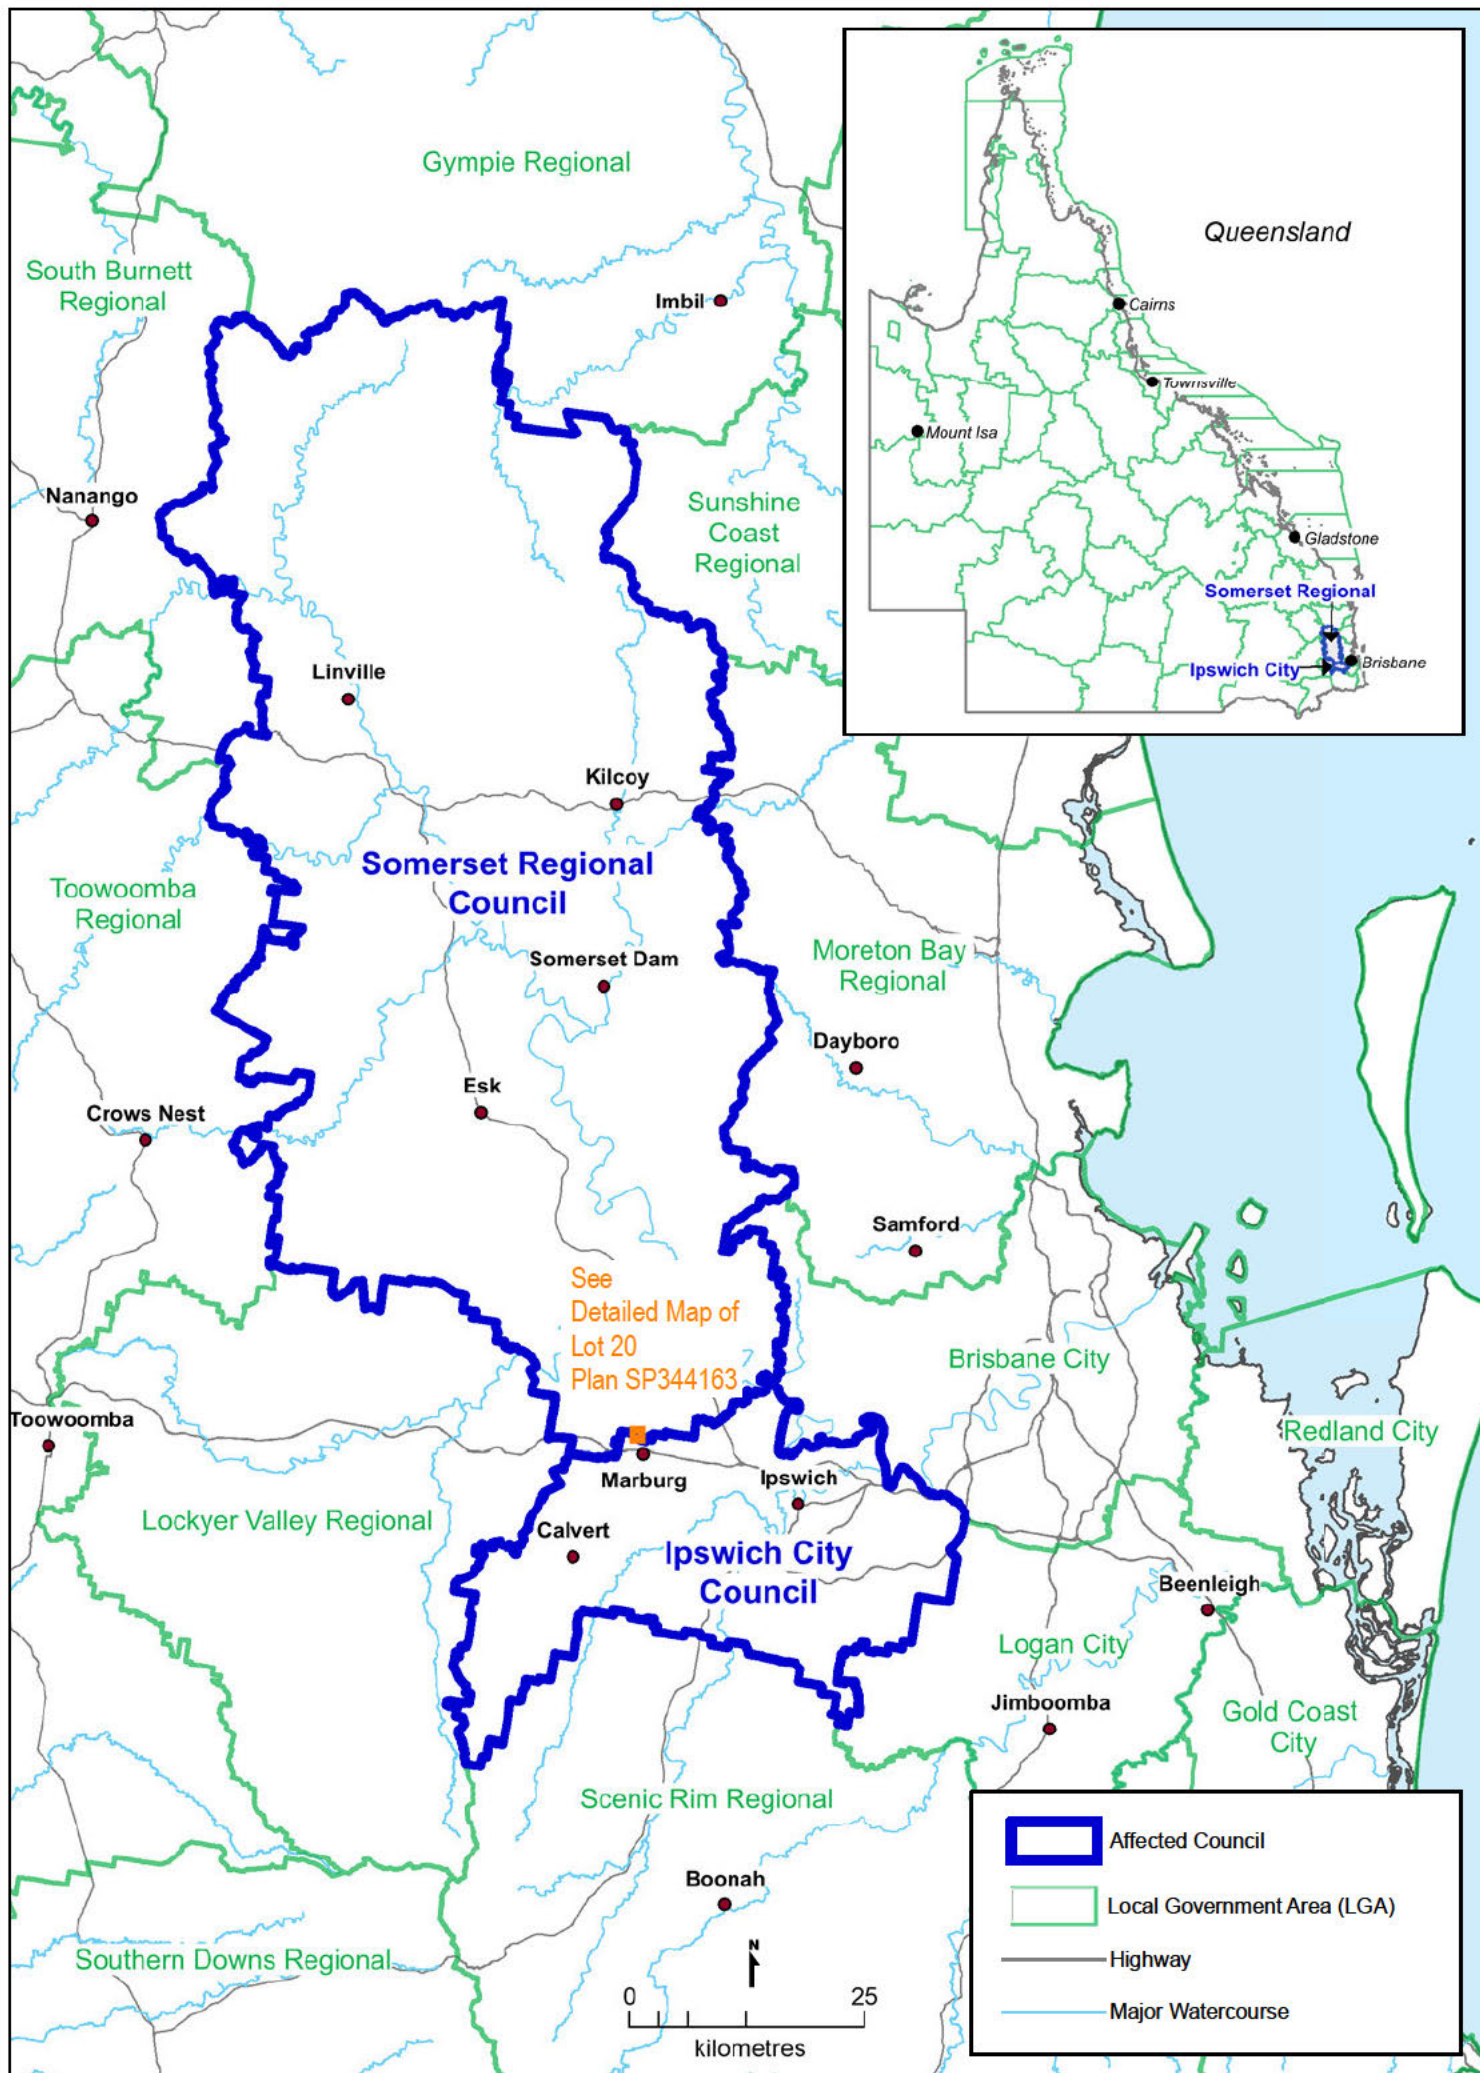 Gympie Regional
Queensland
South Burnett
Regional
Imbil
Cairns
Townsville
Mount Isa
Nanango
Sunshine
Coast
Regional
Gladstone
Somerset Regional
Ipswich City
Brisbane
Linville
Kilcoy
Somerset Regional
Council
Toowoomba
Regional
Moreton Bay
Regional
Somerset Dam
Dayboro
Esk
Crows Nest
Samford
See
Detailed Map of
Lot 20
Plan SP344163
Brisbane City
Toowoomba
Redland City
Marburg
Ipswich
Lockyer Valley Regional
Calvert
Ipswich City
Council
Beenleigh
Logan City
Jimboomba
Gold Coast
City
Scenic Rim Regional
Boonah
Southern Downs Regional
N
0 25
kilometres
Affected Council
Local Government Area (LGA)
Highway
Major Watercourse